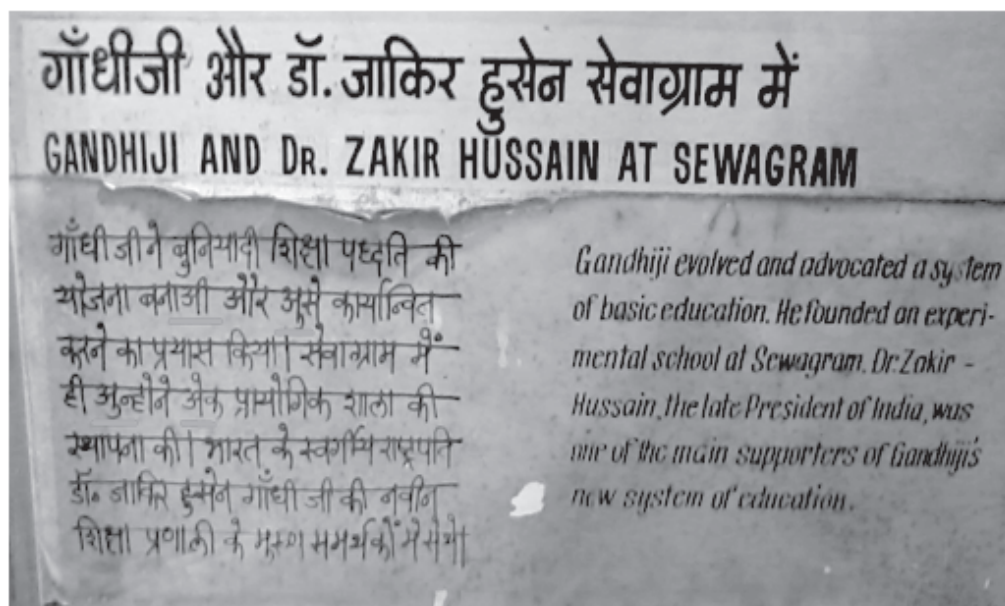 गाँधीजी और डॉ. जाकिर हुसेन सेवाग्राम में
GANDHIJI AND DR. ZAKIR HUSSAIN AT SEWAGRAM
गाँधीजीने बुनियादी शिक्षा पध्दति की
योजना बनाअी और अुसे कार्यान्वित
करने का प्रयास किया। सेवाग्राम में
ही अुन्होंने अेक प्रायोगिक शाला की
स्थापना की। भारत के स्वर्गीय राष्ट्रपति
डॉ. जाकिर हुसेन गाँधी जी की नवीन
शिक्षा प्रणाली के मुख्य समर्थकों में से थे।
Gandhiji evolved and advocated a system
of basic education. He founded an experi-
mental school at Sewagram. Dr. Zakir -
Hussain, the late President of India, was
one of the main supporters of Gandhiji's
new system of education.